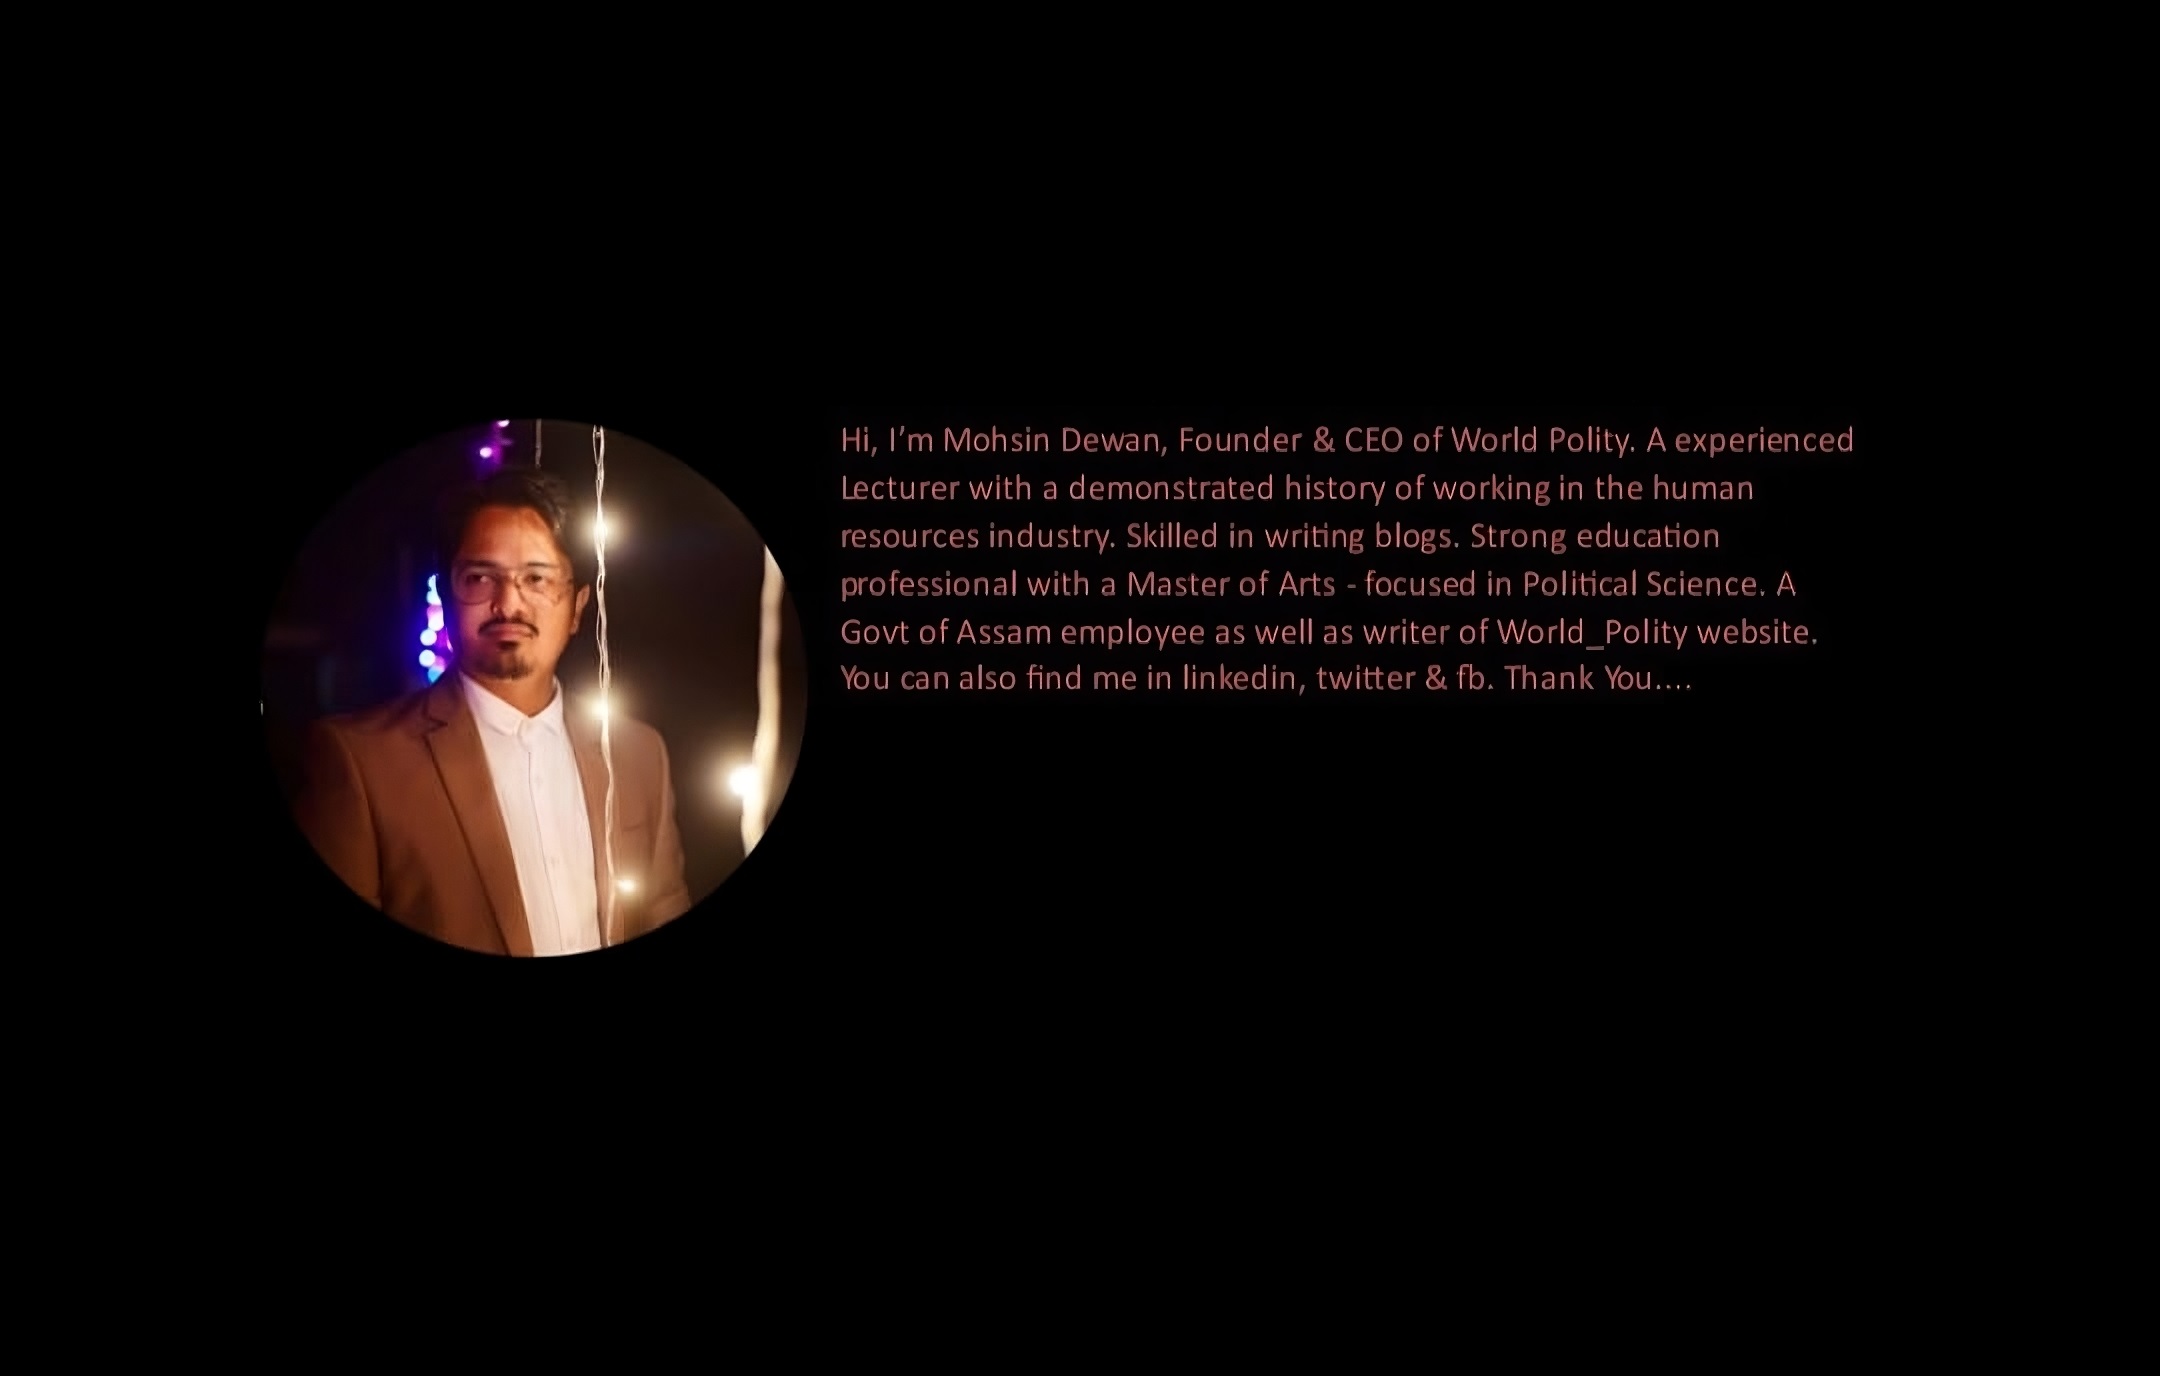 Hi, I’m Mohsin Dewan, Founder & CEO of World Polity. A experienced
Lecturer with a demonstrated history of working in the human
resources industry. Skilled in writing blogs. Strong education
professional with a Master of Arts - focused in Political Science. A
Govt of Assam employee as well as writer of World_Polity website.
You can also find me in linkedin, twitter & fb. Thank You....